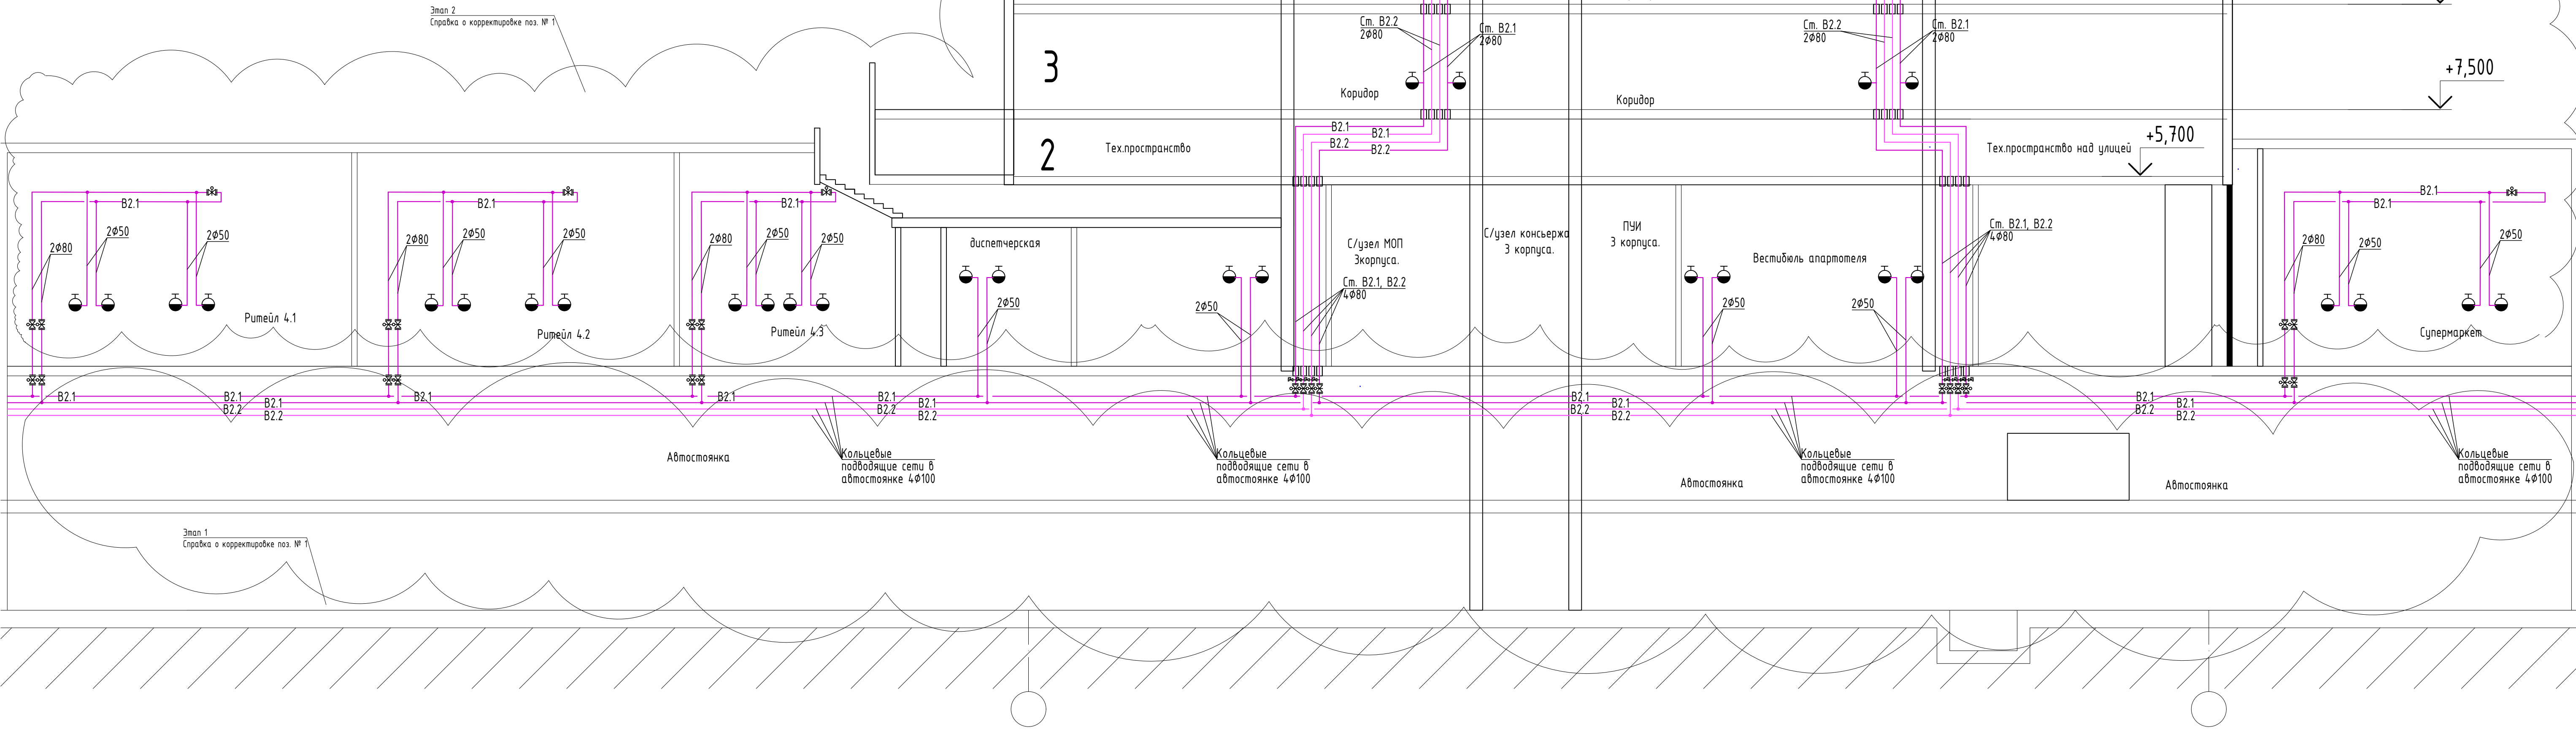 Этап 2
Справка о корректировке поз. № 1
Ст. В2.2
2Ф80
Ст. В2.1
2Ф80
Ст. В2.2
2Ф80
Ст. В2.1
2Ф80
3
+7,500
Коридор
Коридор
В2.1
В2.1
В2.2
В2.2
2
Тех.пространство
Тех.пространство над улицей
+5,700
В2.1
В2.1
В2.1
В2.1
В2.1
2Ф80
2Ф50
2Ф50
2Ф80
2Ф50
2Ф50
2Ф80
2Ф50
2Ф50
диспетчерская
С/узел МОП
3корпуса.
С/узел консьержа
3 корпуса.
ПУИ
3 корпуса.
Вестибюль апартотеля
Ст. В2.1, В2.2
4Ф80
2Ф80
2Ф50
2Ф50
Ст. В2.1, В2.2
4Ф80
2Ф50
2Ф50
2Ф50
2Ф50
Ритейл 4.1
Ритейл 4.2
Ритейл 4.3
Супермаркет
В2.1
В2.1
В2.1
В2.1
В2.1
В2.1
В2.1
В2.1
В2.1
В2.1
В2.1
В2.1
В2.2
В2.2
В2.2
В2.2
В2.2
В2.2
В2.2
В2.2
Автостоянка
Кольцевые
подводящие сети в
автостоянке 4Ф100
Кольцевые
подводящие сети в
автостоянке 4Ф100
Кольцевые
подводящие сети в
автостоянке 4Ф100
Кольцевые
подводящие сети в
автостоянке 4Ф100
Автостоянка
Автостоянка
Этап 1
Справка о корректировке поз. № 1